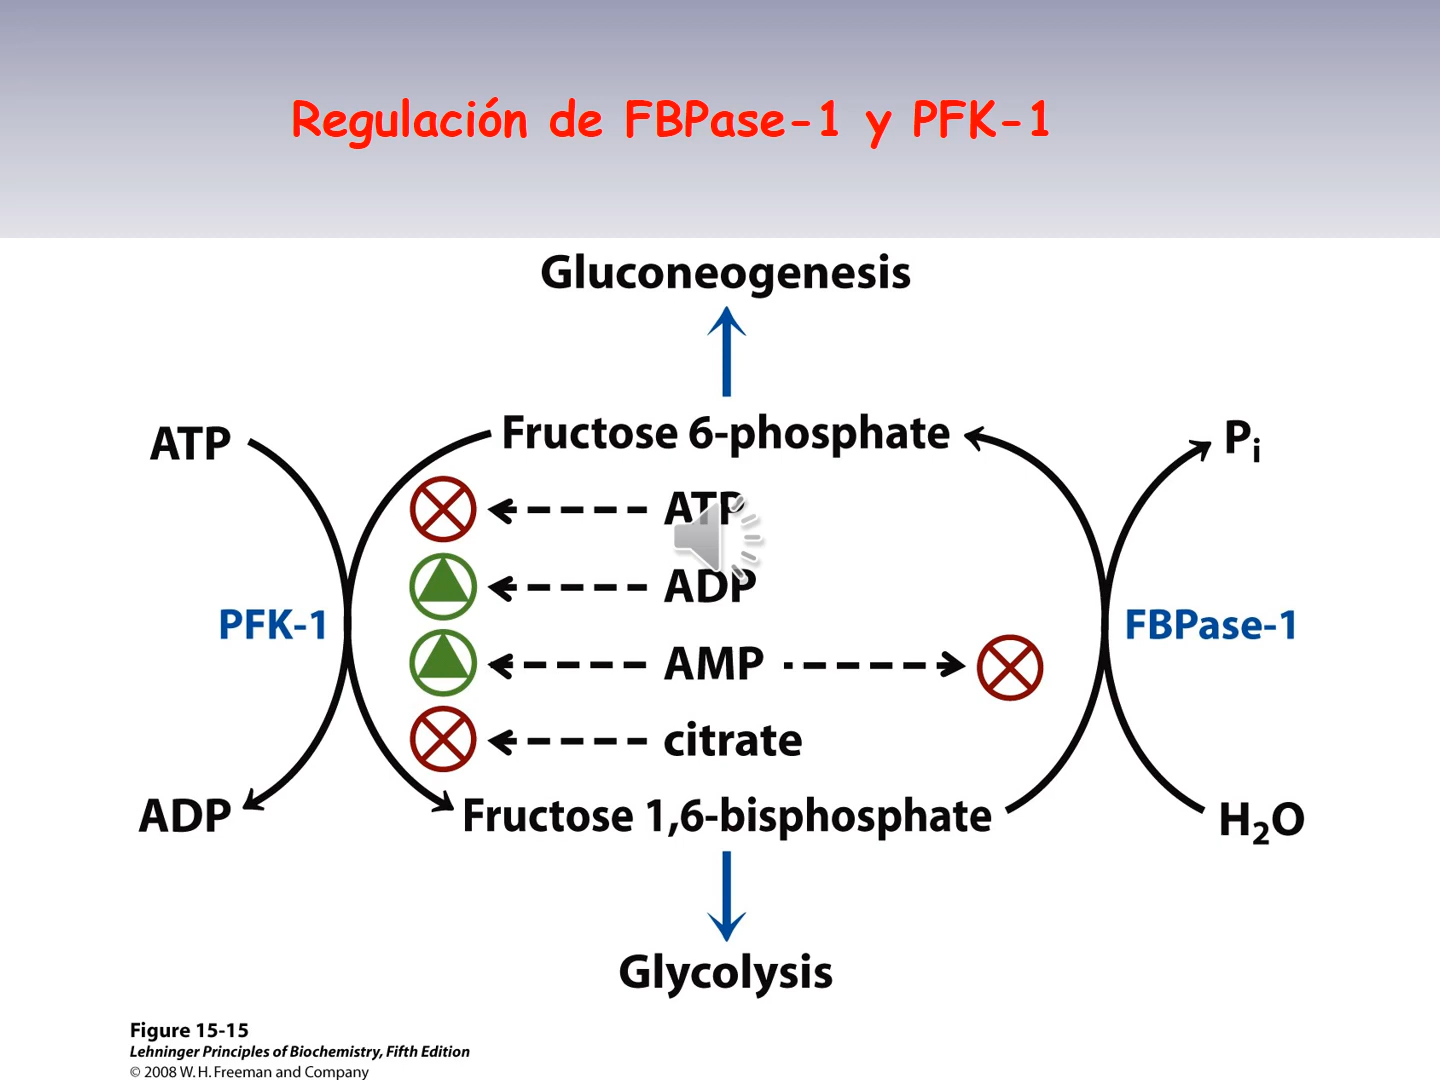 Regulación de FBPase-1 y PFK-1
Gluconeogenesis
ATP
Fructose 6-phosphate
Pi
ATP
ADP
PFK-1
FBPase-1
AMP
citrate
ADP
Fructose 1,6-bisphosphate
H2O
Glycolysis
Figure 15-15
Lehninger Principles of Biochemistry, Fifth Edition
© 2008 W. H. Freeman and Company